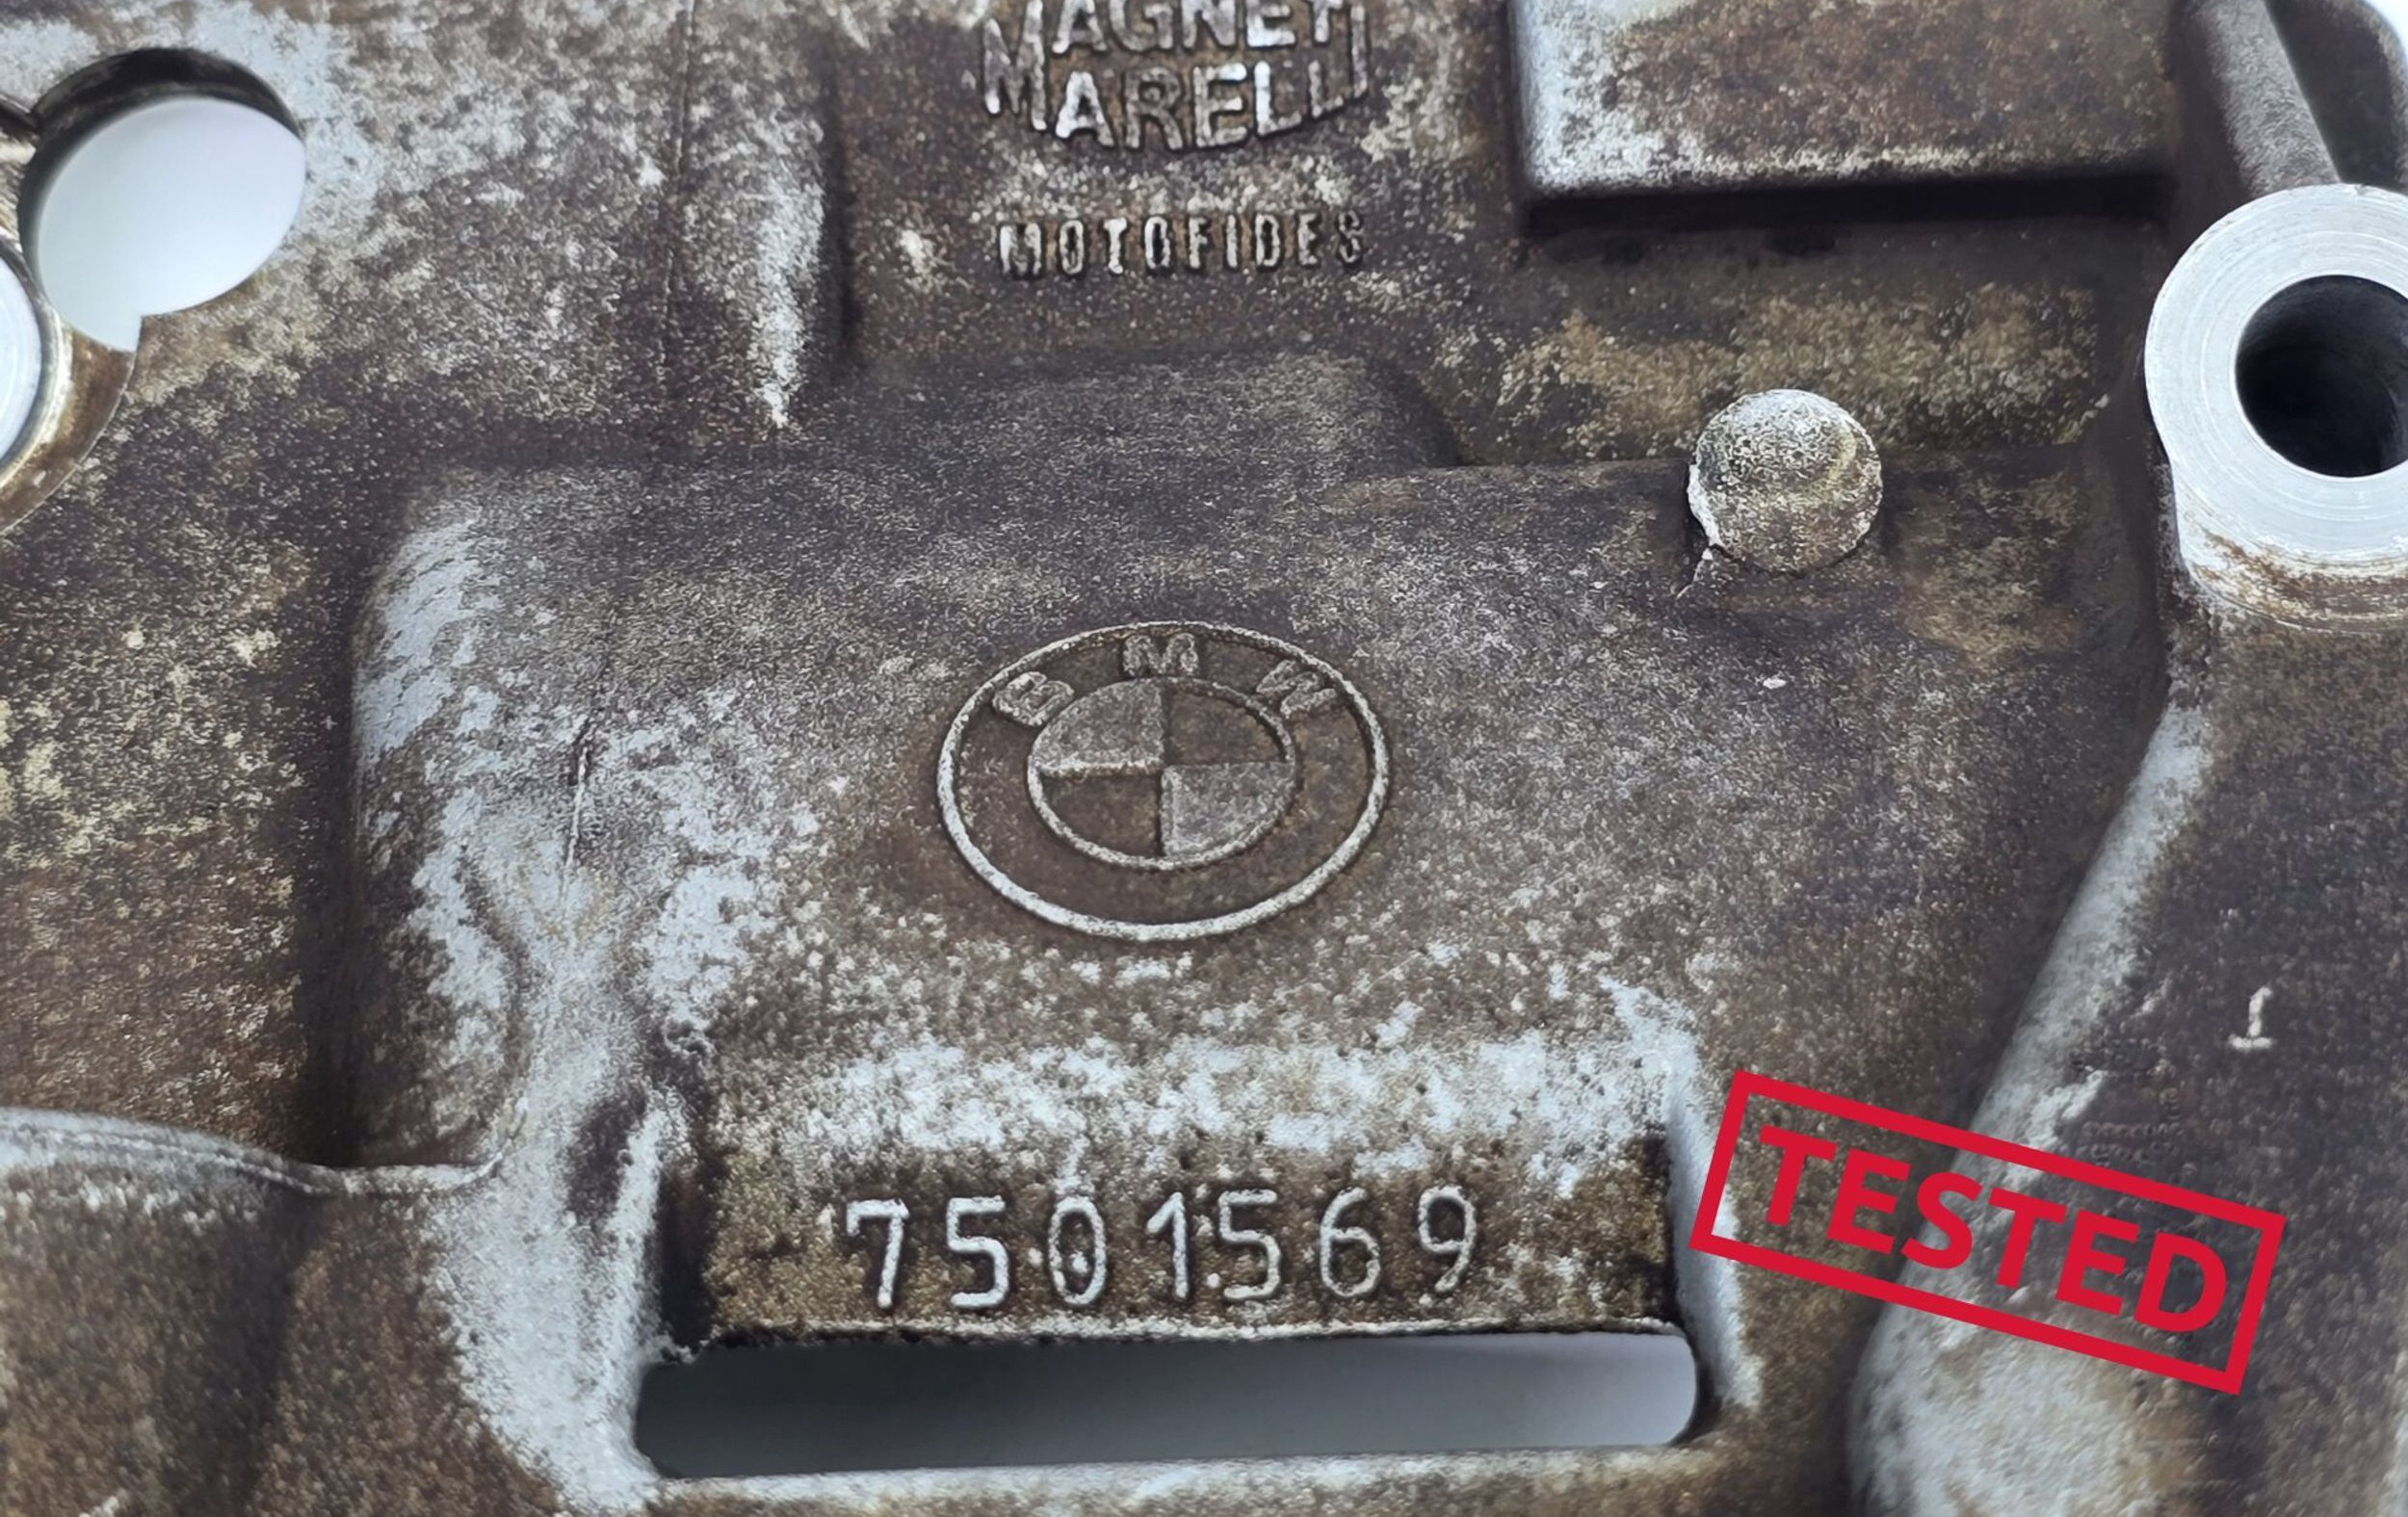 MAGNETI
MARELLI
MOTOFIDES
BMW
7501569
1
TESTED